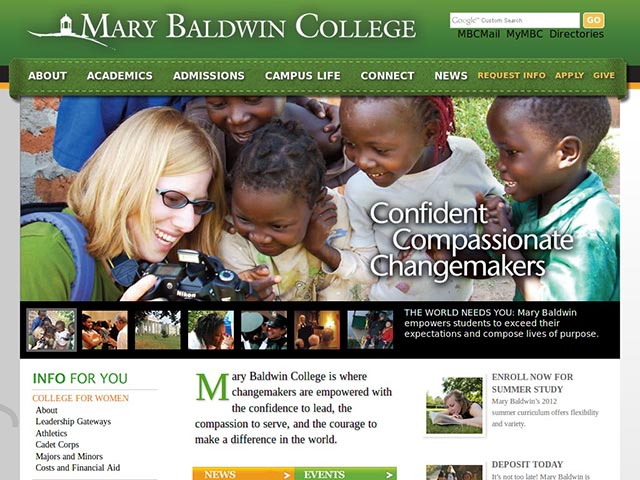 MARY BALDWIN COLLEGE
Google™ Custom Search
GO
MBCMail MyMBC Directories
ABOUT ACADEMICS ADMISSIONS CAMPUS LIFE CONNECT NEWS REQUEST INFO APPLY GIVE
Confident
Compassionate
Changemakers
Nikon
THE WORLD NEEDS YOU: Mary Baldwin
empowers students to exceed their
expectations and compose lives of purpose.
INFO FOR YOU
COLLEGE FOR WOMEN
About
Leadership Gateways
Athletics
Cadet Corps
Majors and Minors
Costs and Financial Aid
Mary Baldwin College is where
changemakers are empowered with
the confidence to lead, the
compassion to serve, and the courage to
make a difference in the world.
NEWS >
EVENTS >
ENROLL NOW FOR
SUMMER STUDY
Mary Baldwin's 2012
summer curriculum offers flexibility
and variety.
DEPOSIT TODAY
It's not too late! Mary Baldwin is